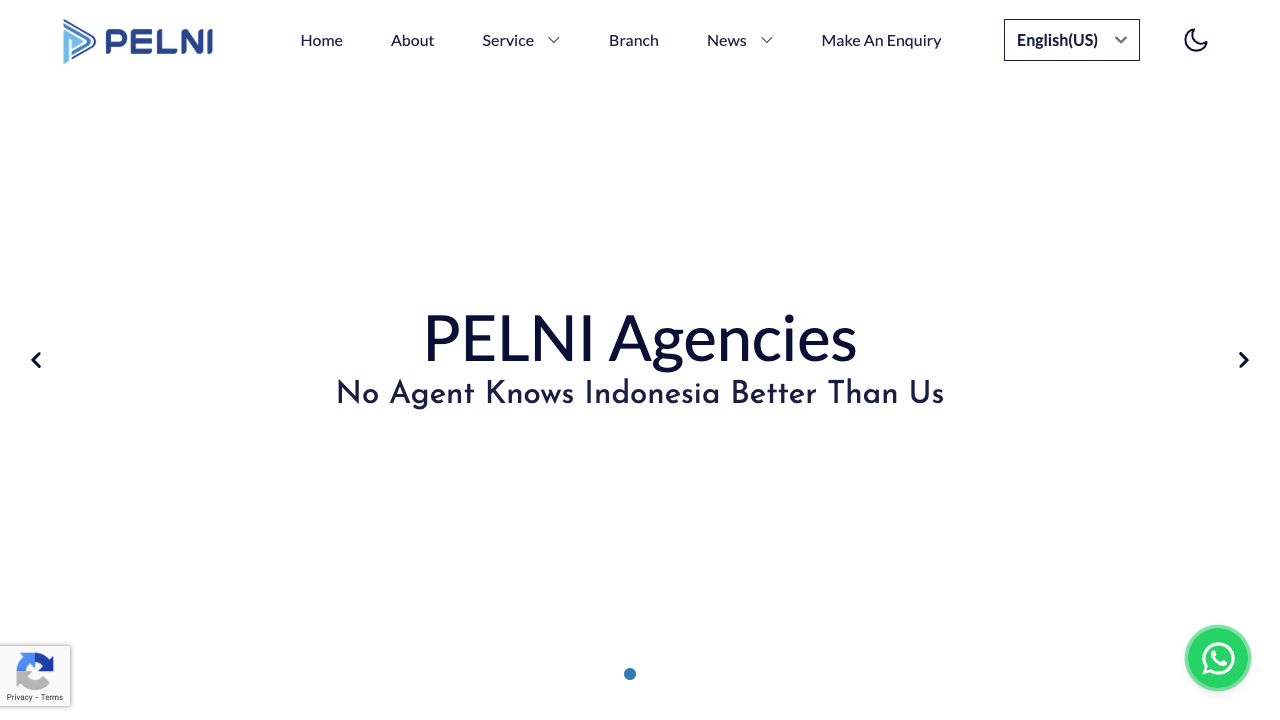 PELNI
Home
About
Service
Branch
News
Make An Enquiry
English(US)
PELNI Agencies
No Agent Knows Indonesia Better Than Us
Privacy - Terms